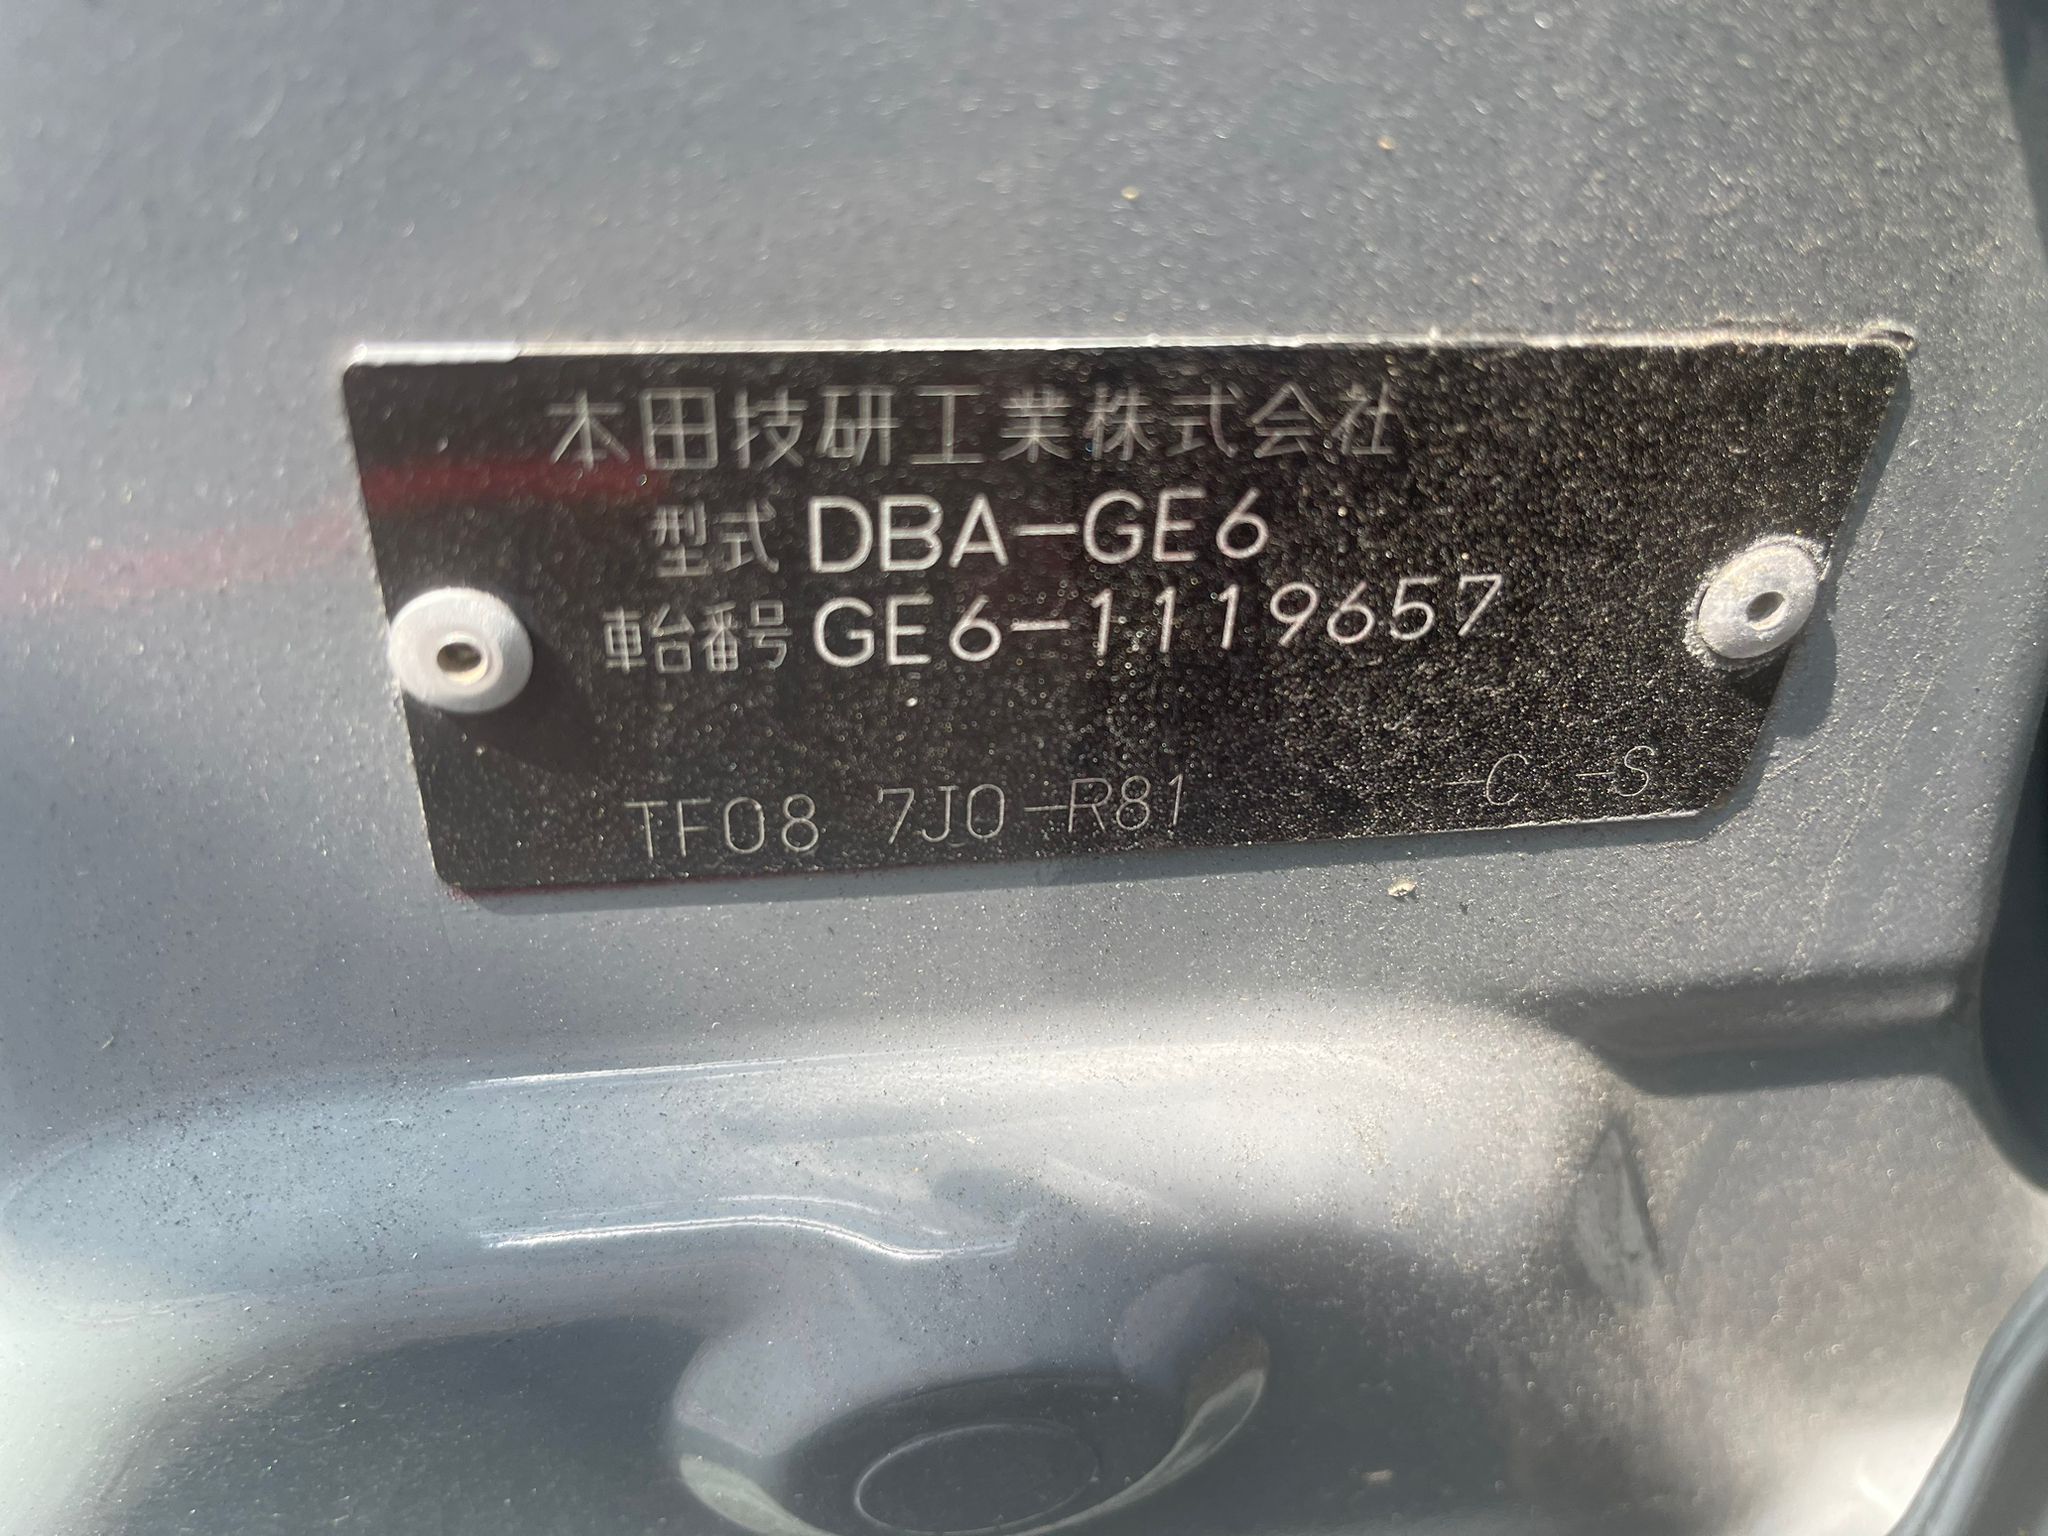 本田技研工業株式会社
型式 DBA-GE6
車台番号 GE6-1119657
TF08 7J0-R81 -C -S